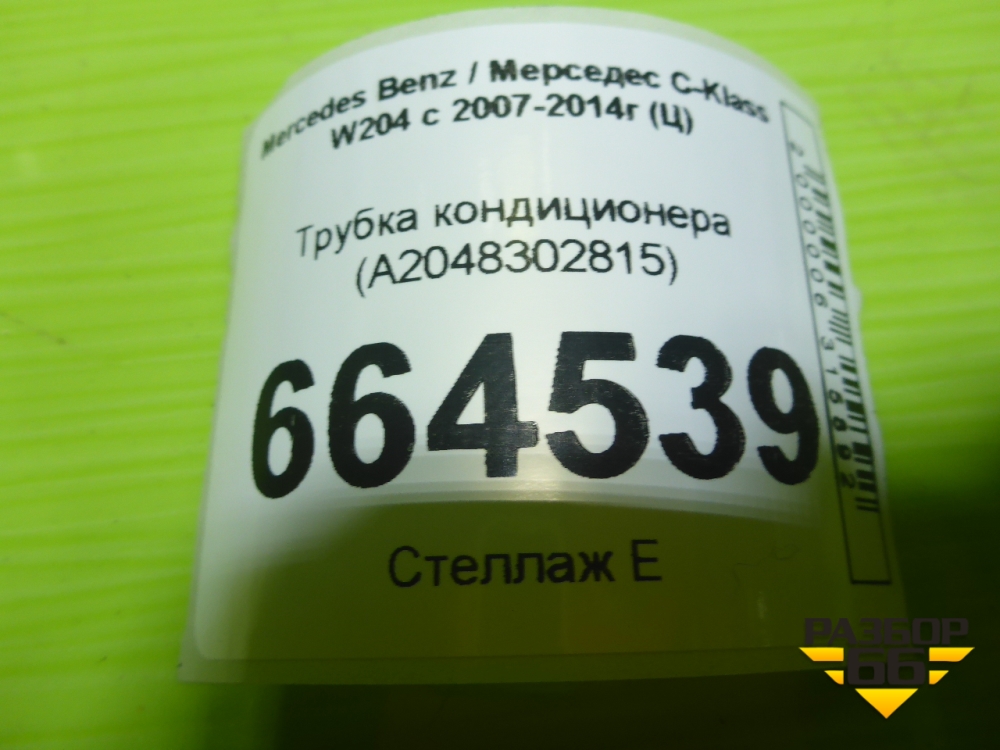 Mercedes Benz / Мерседес C-Klass
W204 с 2007-2014г (Ц)
Трубка кондиционера
(A2048302815)
664539
Стеллаж Е
РАЗБОР
66